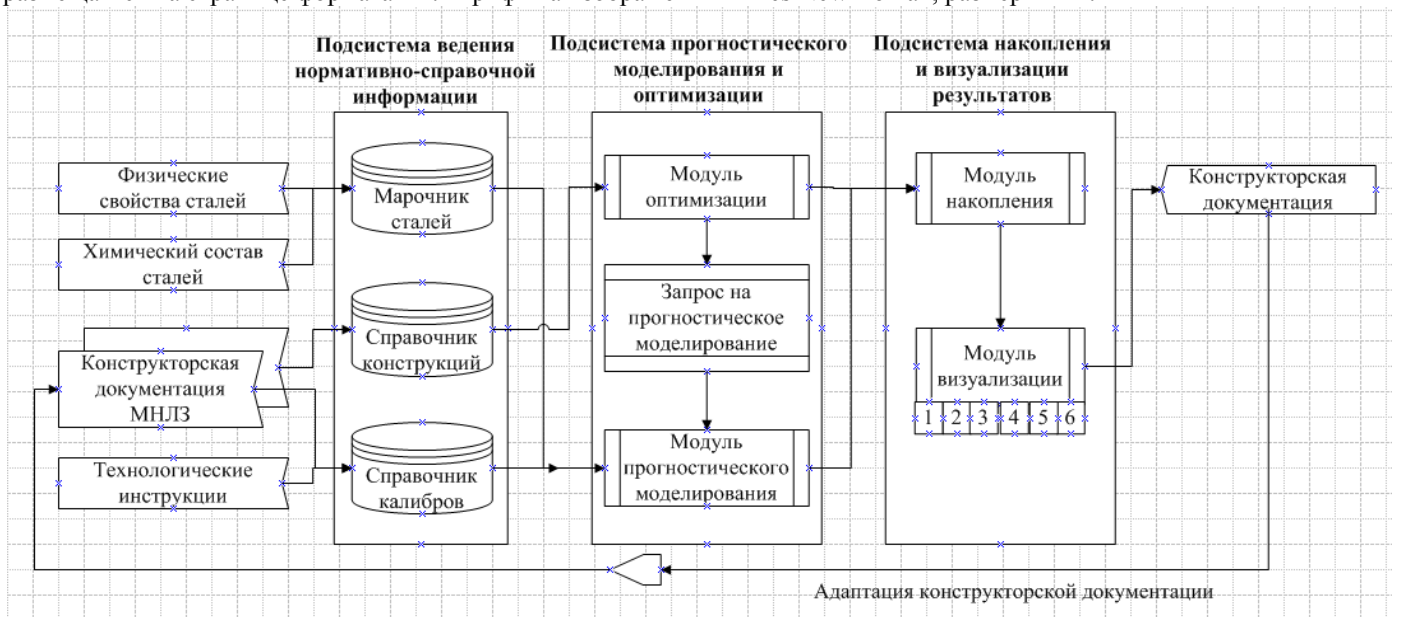 Подсистема ведения
нормативно-справочной
информации
Подсистема прогностического
моделирования и
оптимизации
Подсистема накопления
и визуализации
результатов
Физические
свойства сталей
Химический состав
сталей
Конструкторская
документация
МНЛЗ
Технологические
инструкции
Марочник
сталей
Справочник
конструкций
Справочник
калибров
Модуль
оптимизации
Запрос на
прогностическое
моделирование
Модуль
прогностического
моделирования
Модуль
накопления
Модуль
визуализации
1 2 3 4 5 6
Конструкторская
документация
Адаптация конструкторской документации